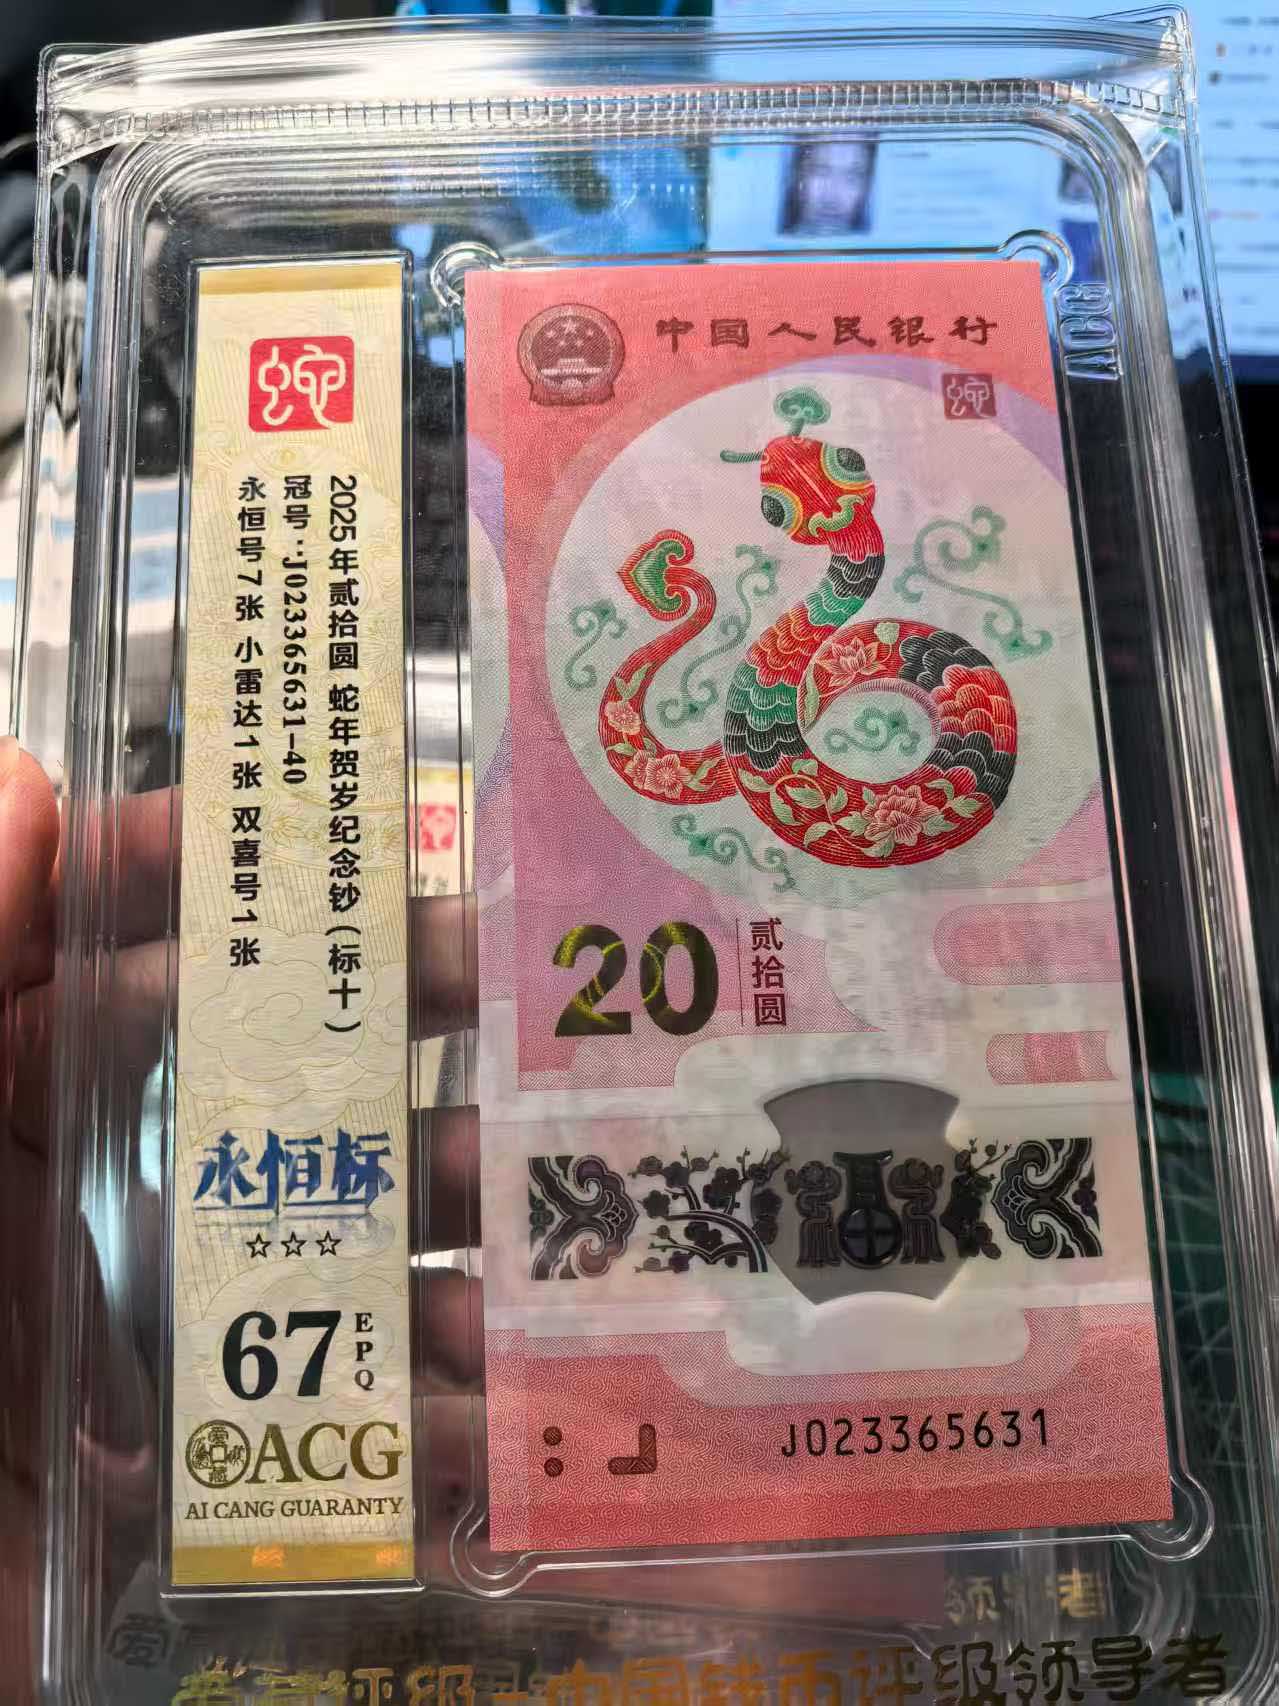 蛇
2025年贰拾圆 蛇年贺岁纪念钞(标十)
冠号:J023365631-40
永恒号7张 小雷达1张 双喜号1张
永恒标
☆☆☆
67
EPQ
ACG
AI CANG GUARANTY
中国人民银行
蛇
20
贰拾圆
J023365631
ACG
评级 中国钱币评级领导者